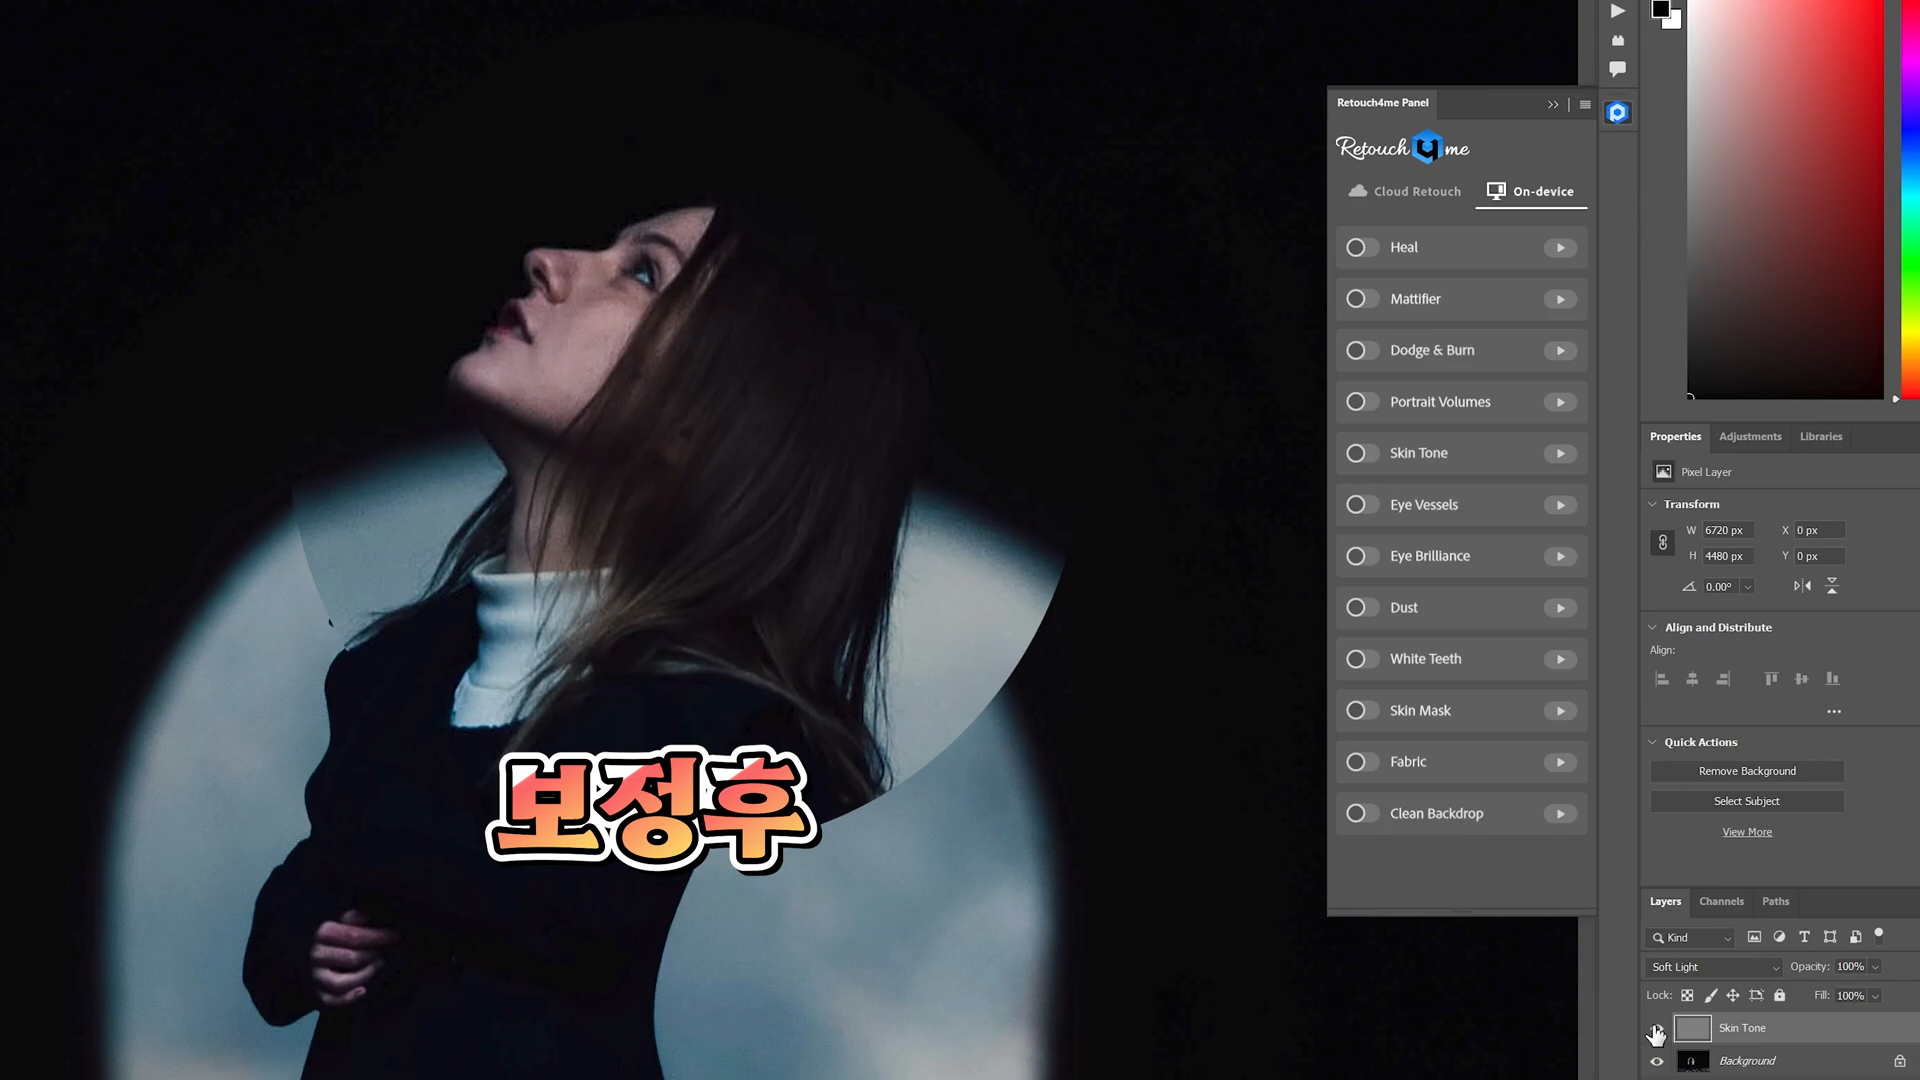 Retouch4me Panel
Retouch4me
Cloud Retouch
On-device
Heal
Mattifier
Dodge & Burn
Portrait Volumes
Skin Tone
Eye Vessels
Eye Brilliance
Dust
White Teeth
Skin Mask
Fabric
Clean Backdrop
보정후
Properties
Adjustments
Libraries
Pixel Layer
Transform
W 6720 px X 0 px
H 4480 px Y 0 px
0.00°
Align and Distribute
Align:
Quick Actions
Remove Background
Select Subject
View More
Layers
Channels
Paths
Kind
Soft Light
Opacity: 100%
Lock:
Fill: 100%
Skin Tone
Background